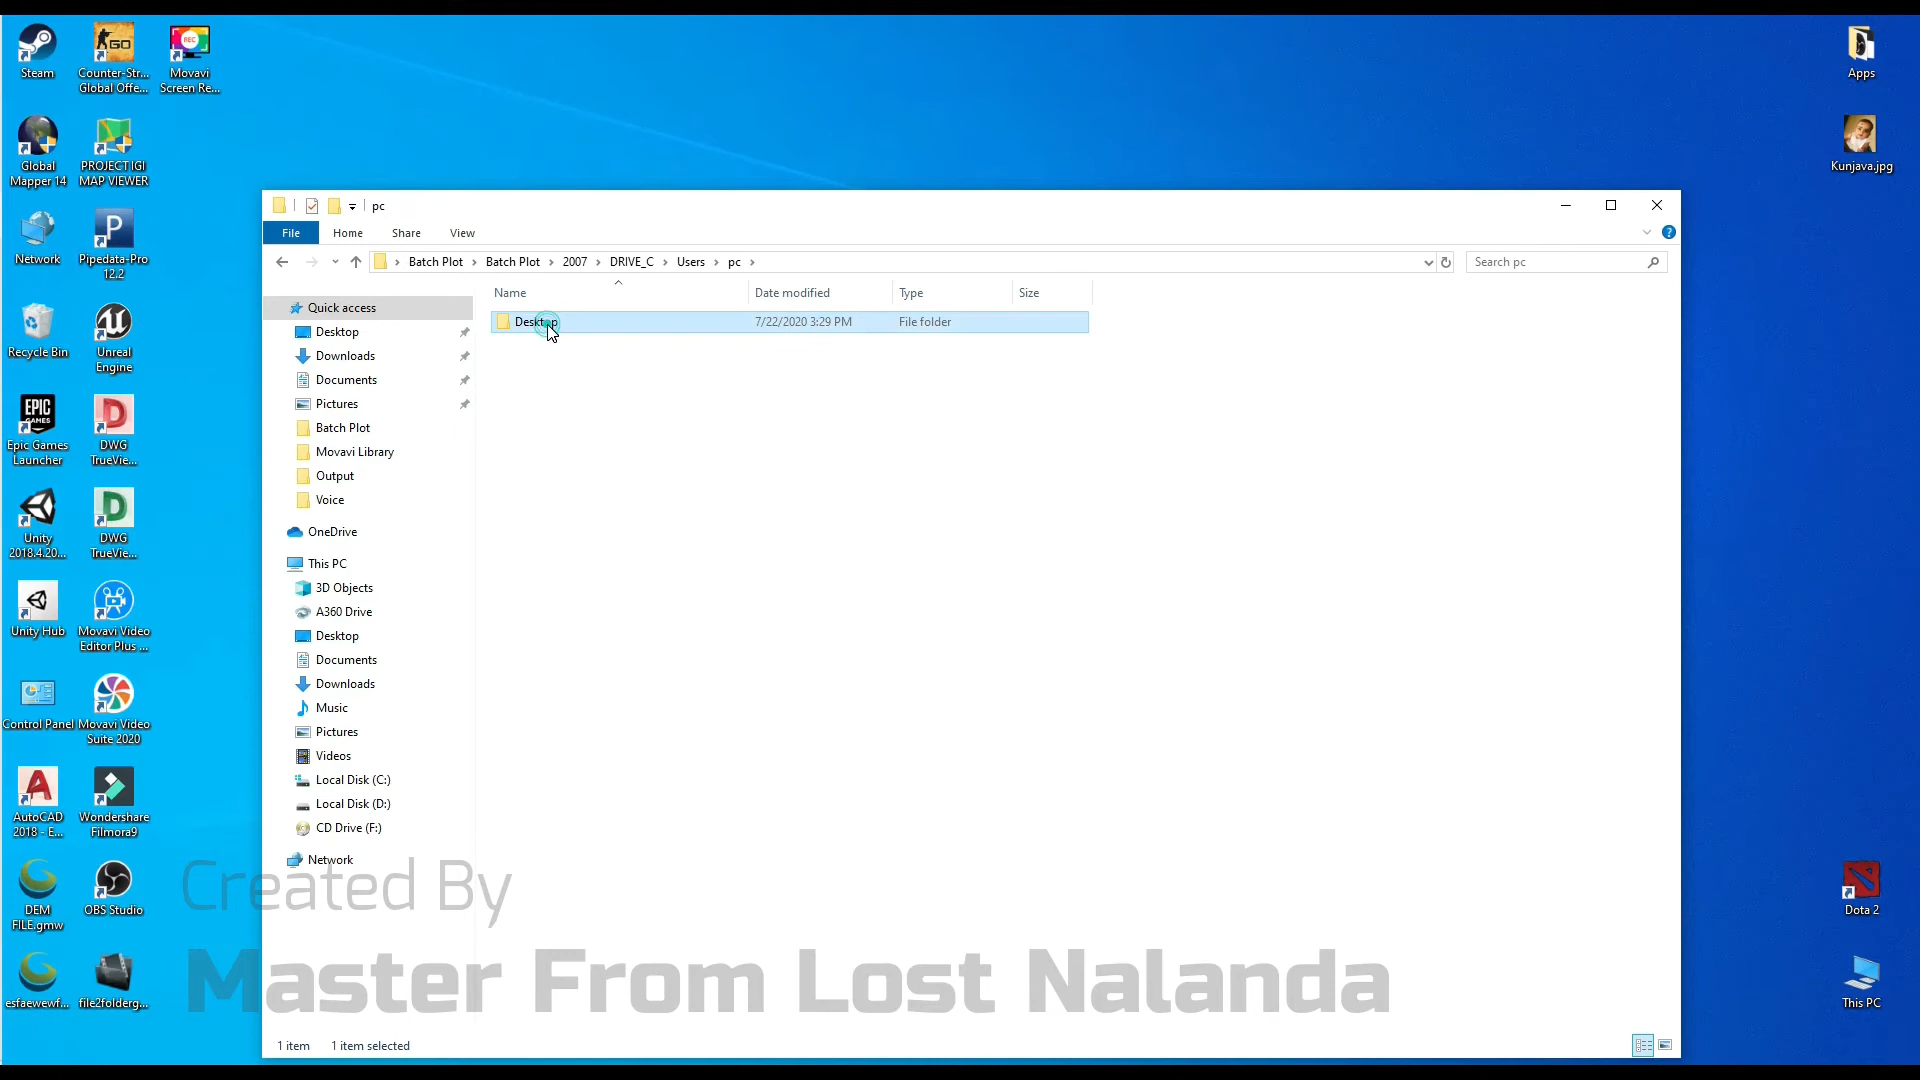 Steam
Counter-Str...
Global Offe...
Movavi
Screen Re...
Apps
Global
Mapper 14
PROJECT IGI
MAP VIEWER
Kunjava.jpg
Network
Pipedata-Pro
12.2
Recycle Bin
Unreal
Engine
Epic Games
Launcher
DWG
TrueVie...
Unity
2018.4.20...
DWG
TrueVie...
Unity Hub
Movavi Video
Editor Plus ...
Control Panel
Movavi Video
Suite 2020
AutoCAD
2018 - E...
Wondershare
Filmora9
DEM
FILE.gmw
OBS Studio
esfaewewf...
file2folderg...
Dota 2
This PC
pc
File Home Share View
Batch Plot > Batch Plot > 2007 > DRIVE_C > Users > pc >
Search pc
Name Date modified Type Size
Desktop 7/22/2020 3:29 PM File folder
Quick access
Desktop
Downloads
Documents
Pictures
Batch Plot
Movavi Library
Output
Voice
OneDrive
This PC
3D Objects
A360 Drive
Desktop
Documents
Downloads
Music
Pictures
Videos
Local Disk (C:)
Local Disk (D:)
CD Drive (F:)
Network
Created By
Master From Lost Nalanda
1 item 1 item selected